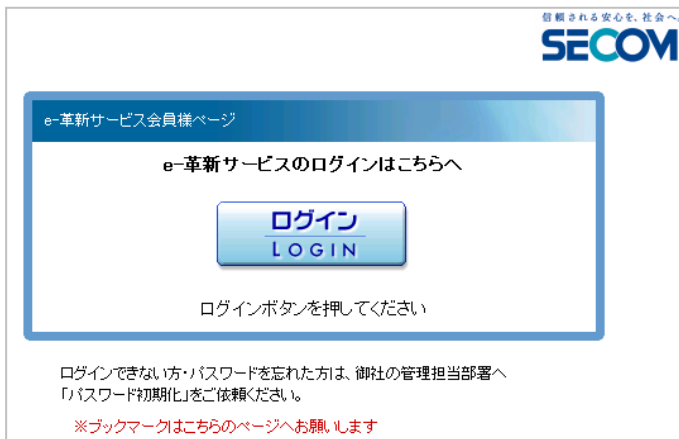 信頼される安心を、社会へ。
SECOM
e-革新サービス会員様ページ
e-革新サービスのログインはこちらへ
ログイン
LOGIN
ログインボタンを押してください
ログインできない方・パスワードを忘れた方は、御社の管理担当部署へ
「パスワード初期化」をご依頼ください。
※ブックマークはこちらのページへお願いします